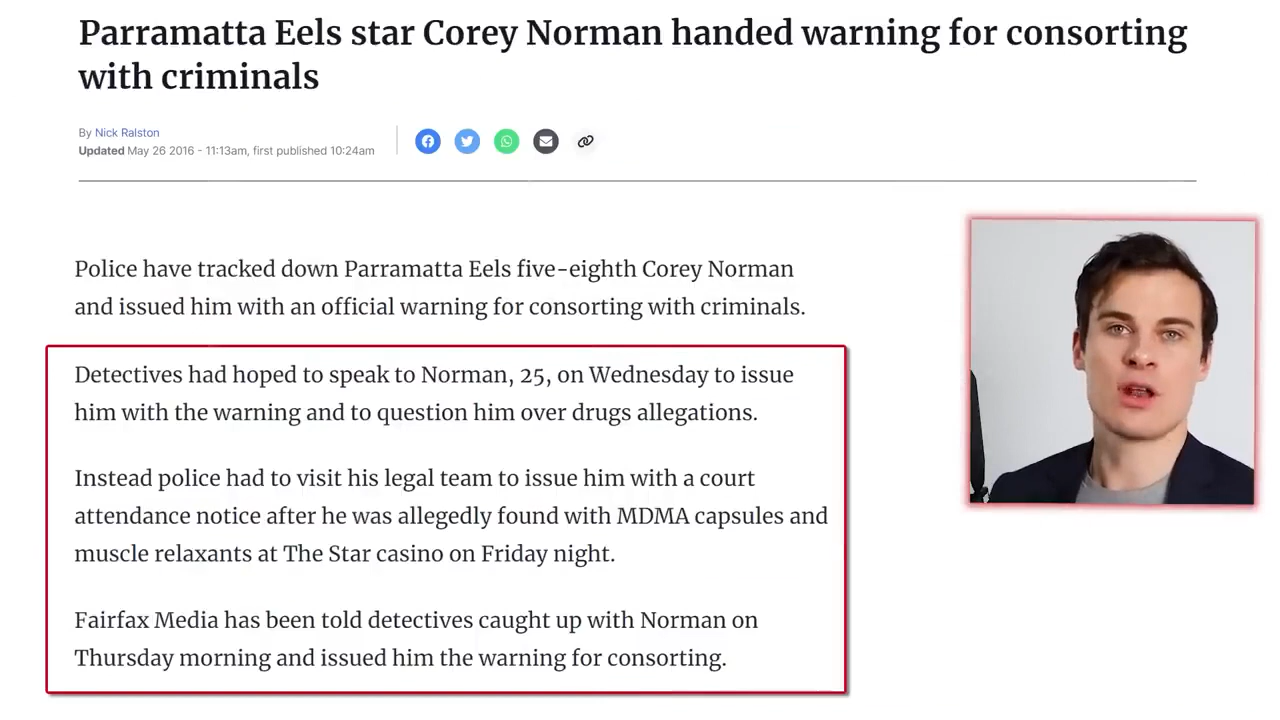 Parramatta Eels star Corey Norman handed warning for consorting
with criminals
By Nick Ralston
Updated May 26 2016 - 11:13am, first published 10:24am
Police have tracked down Parramatta Eels five-eighth Corey Norman
and issued him with an official warning for consorting with criminals.
Detectives had hoped to speak to Norman, 25, on Wednesday to issue
him with the warning and to question him over drugs allegations.
Instead police had to visit his legal team to issue him with a court
attendance notice after he was allegedly found with MDMA capsules and
muscle relaxants at The Star casino on Friday night.
Fairfax Media has been told detectives caught up with Norman on
Thursday morning and issued him the warning for consorting.